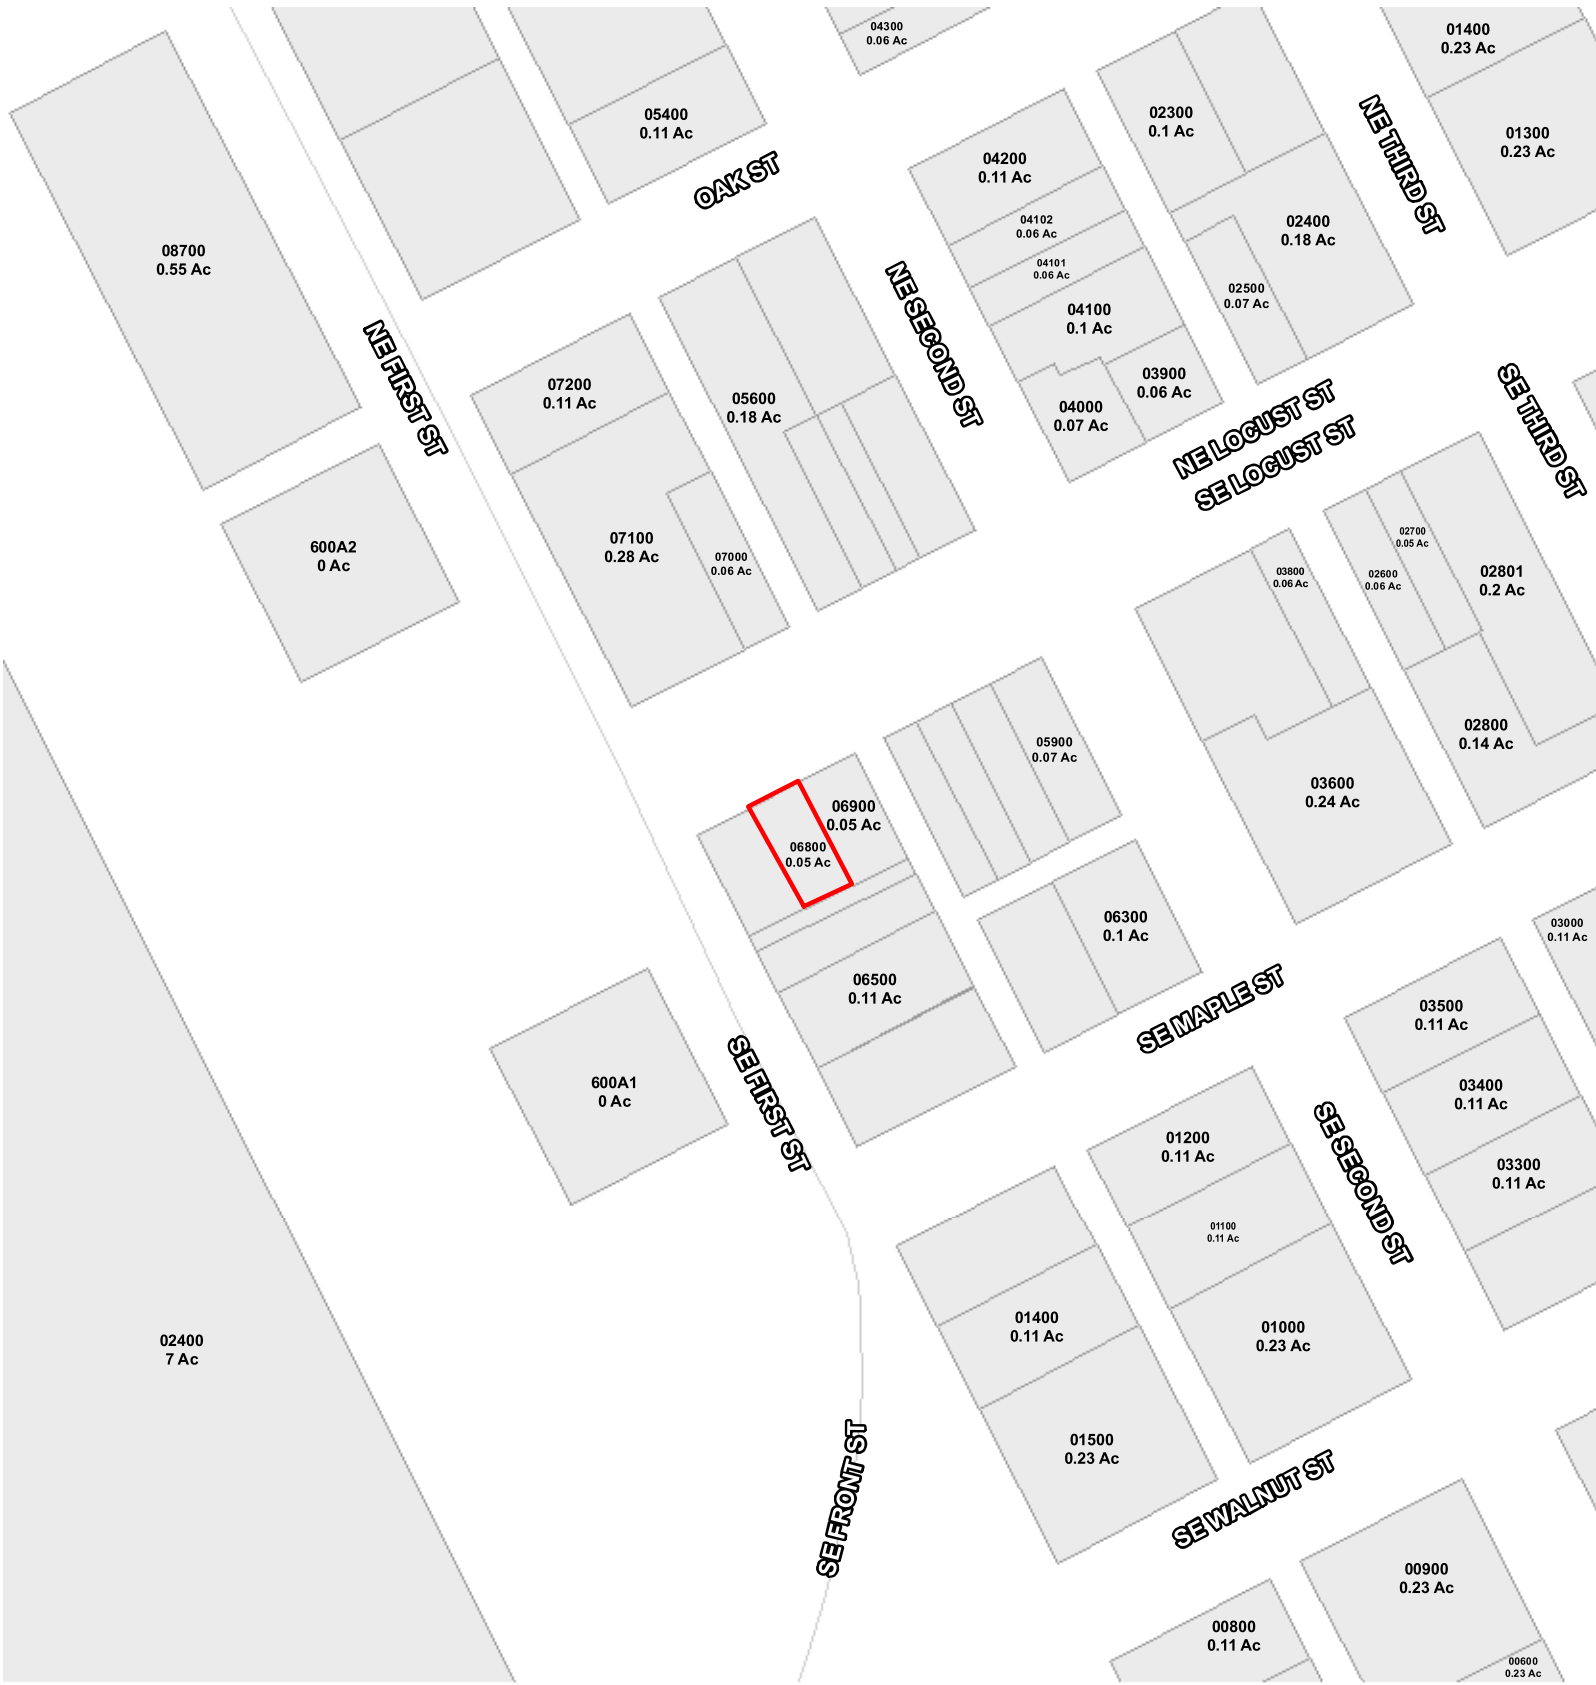 04300
0.06 Ac
01400
0.23 Ac
05400
0.11 Ac
02300
0.1 Ac
01300
0.23 Ac
OAK ST
NE THIRD ST
04200
0.11 Ac
04102
0.06 Ac
04101
0.06 Ac
02400
0.18 Ac
08700
0.55 Ac
02500
0.07 Ac
NE SECOND ST
04100
0.1 Ac
NE FIRST ST
07200
0.11 Ac
05600
0.18 Ac
03900
0.06 Ac
04000
0.07 Ac
NE LOCUST ST
SE LOCUST ST
SE THIRD ST
600A2
0 Ac
07100
0.28 Ac
07000
0.06 Ac
02700
0.05 Ac
03800
0.06 Ac
02600
0.06 Ac
02801
0.2 Ac
05900
0.07 Ac
02800
0.14 Ac
03600
0.24 Ac
06900
0.05 Ac
06800
0.05 Ac
06300
0.1 Ac
03000
0.11 Ac
06500
0.11 Ac
SE MAPLE ST
03500
0.11 Ac
600A1
0 Ac
SE FIRST ST
03400
0.11 Ac
01200
0.11 Ac
SE SECOND ST
03300
0.11 Ac
01100
0.11 Ac
02400
7 Ac
01400
0.11 Ac
01000
0.23 Ac
01500
0.23 Ac
SE FRONT ST
SE WALNUT ST
00900
0.23 Ac
00800
0.11 Ac
00600
0.23 Ac